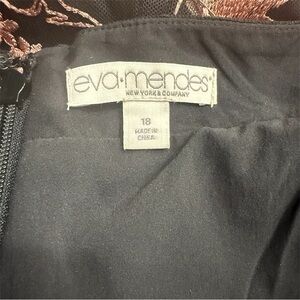 eva·mendes
NEW YORK & COMPANY
18
MADE IN
CHINA